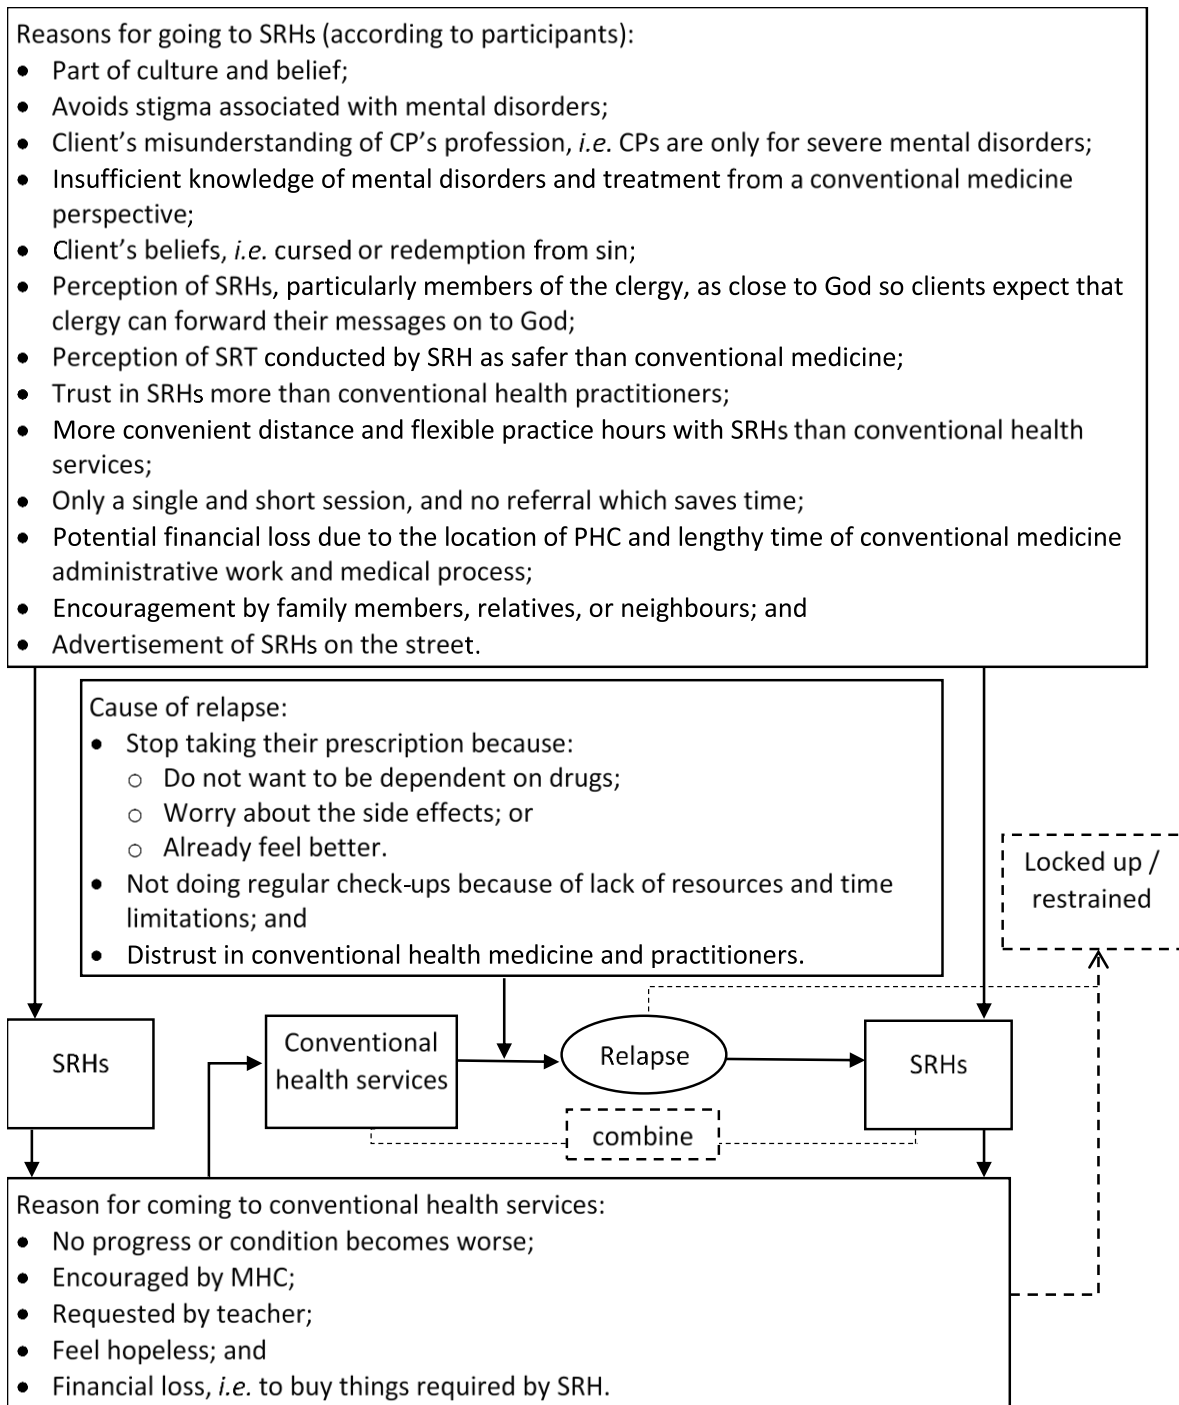 Reasons for going to SRHs (according to participants):
• Part of culture and belief;
• Avoids stigma associated with mental disorders;
• Client’s misunderstanding of CP’s profession, i.e. CPs are only for severe mental disorders;
• Insufficient knowledge of mental disorders and treatment from a conventional medicine
perspective;
• Client’s beliefs, i.e. cursed or redemption from sin;
• Perception of SRHs, particularly members of the clergy, as close to God so clients expect that
clergy can forward their messages on to God;
• Perception of SRT conducted by SRH as safer than conventional medicine;
• Trust in SRHs more than conventional health practitioners;
• More convenient distance and flexible practice hours with SRHs than conventional health
services;
• Only a single and short session, and no referral which saves time;
• Potential financial loss due to the location of PHC and lengthy time of conventional medicine
administrative work and medical process;
• Encouragement by family members, relatives, or neighbours; and
• Advertisement of SRHs on the street.
Cause of relapse:
• Stop taking their prescription because:
○ Do not want to be dependent on drugs;
○ Worry about the side effects; or
○ Already feel better.
• Not doing regular check-ups because of lack of resources and time
limitations; and
• Distrust in conventional health medicine and practitioners.
Locked up /
restrained
SRHs
Conventional
health services
Relapse
SRHs
combine
Reason for coming to conventional health services:
• No progress or condition becomes worse;
• Encouraged by MHC;
• Requested by teacher;
• Feel hopeless; and
• Financial loss, i.e. to buy things required by SRH.